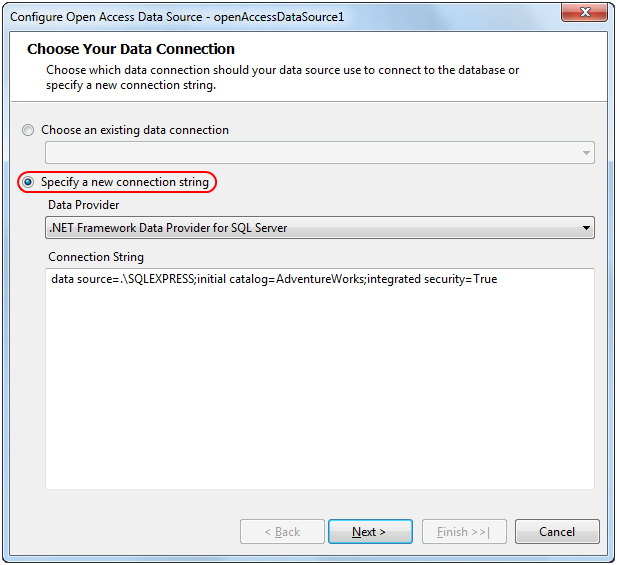 Configure Open Access Data Source - openAccessDataSource1
Choose Your Data Connection
Choose which data connection should your data source use to connect to the database or
specify a new connection string.
Choose an existing data connection
Specify a new connection string
Data Provider
.NET Framework Data Provider for SQL Server
Connection String
data source=.\SQLEXPRESS;initial catalog=AdventureWorks;integrated security=True
< Back
Next >
Finish >>|
Cancel